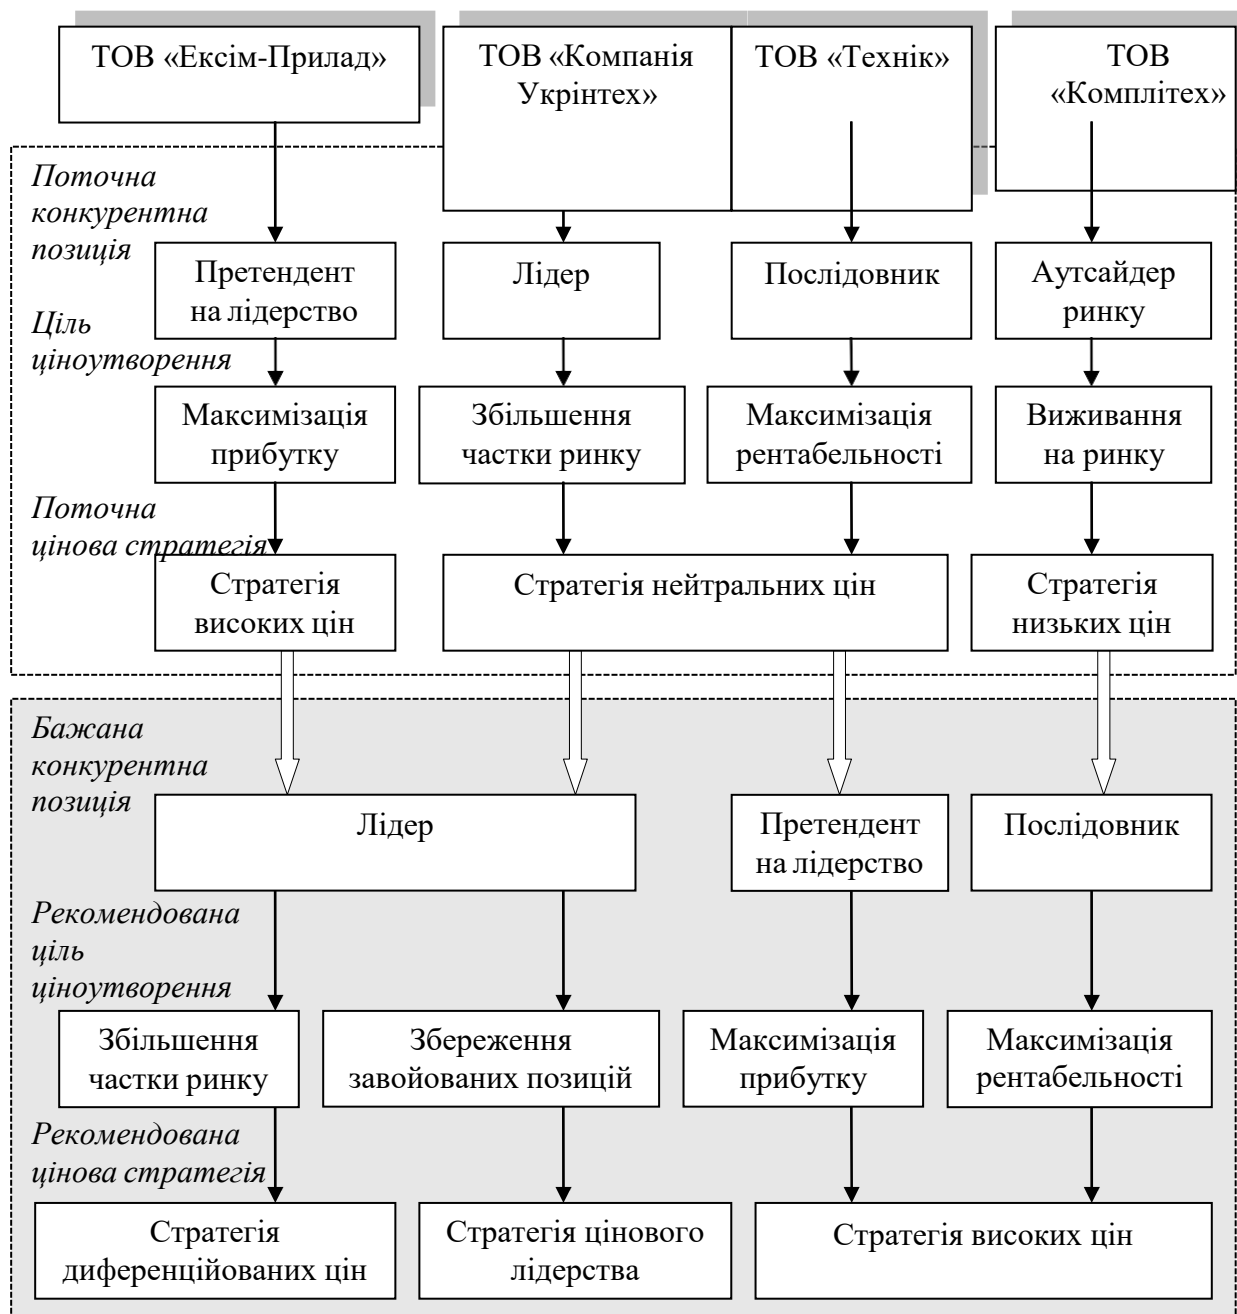 ТОВ «Ексім-Прилад»
ТОВ «Компанія
Укрінтех»
ТОВ «Технік»
ТОВ
«Комплітех»
Поточна
конкурентна
позиція
Претендент
на лідерство
Лідер
Послідовник
Аутсайдер
ринку
Ціль
ціноутворення
Максимізація
прибутку
Збільшення
частки ринку
Максимізація
рентабельності
Виживання
на ринку
Поточна
цінова стратегія
Стратегія
високих цін
Стратегія нейтральних цін
Стратегія
низьких цін
Бажана
конкурентна
позиція
Лідер
Претендент
на лідерство
Послідовник
Рекомендована
ціль
ціноутворення
Збільшення
частки ринку
Збереження
завойованих позицій
Максимізація
прибутку
Максимізація
рентабельності
Рекомендована
цінова стратегія
Стратегія
диференційованих цін
Стратегія цінового
лідерства
Стратегія високих цін